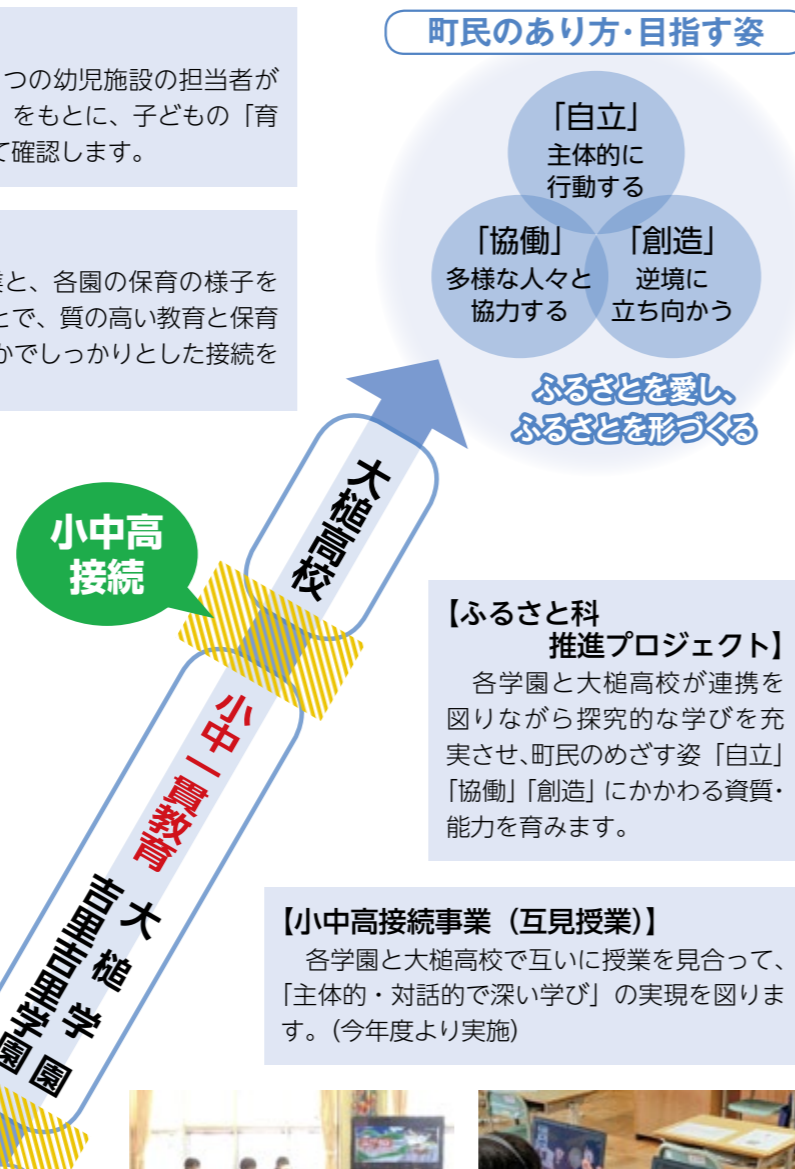 つの幼児施設の担当者が
をもとに、子どもの「育
て確認します。
業と、各園の保育の様子を
とで、質の高い教育と保育
かでしっかりとした接続を
町民のあり方・目指す姿
「自立」
主体的に
行動する
「協働」
多様な人々と
協力する
「創造」
逆境に
立ち向かう
ふるさとを愛し、
ふるさとを形づくる
大槌高校
小中高
接続
小中一貫教育
大槌学園
吉里吉里学園
【ふるさと科
推進プロジェクト】
各学園と大槌高校が連携を
図りながら探究的な学びを充
実させ、町民のめざす姿「自立」
「協働」「創造」にかかわる資質・
能力を育みます。
【小中高接続事業（互見授業）】
各学園と大槌高校で互いに授業を見合って、
「主体的・対話的で深い学び」の実現を図りま
す。(今年度より実施)